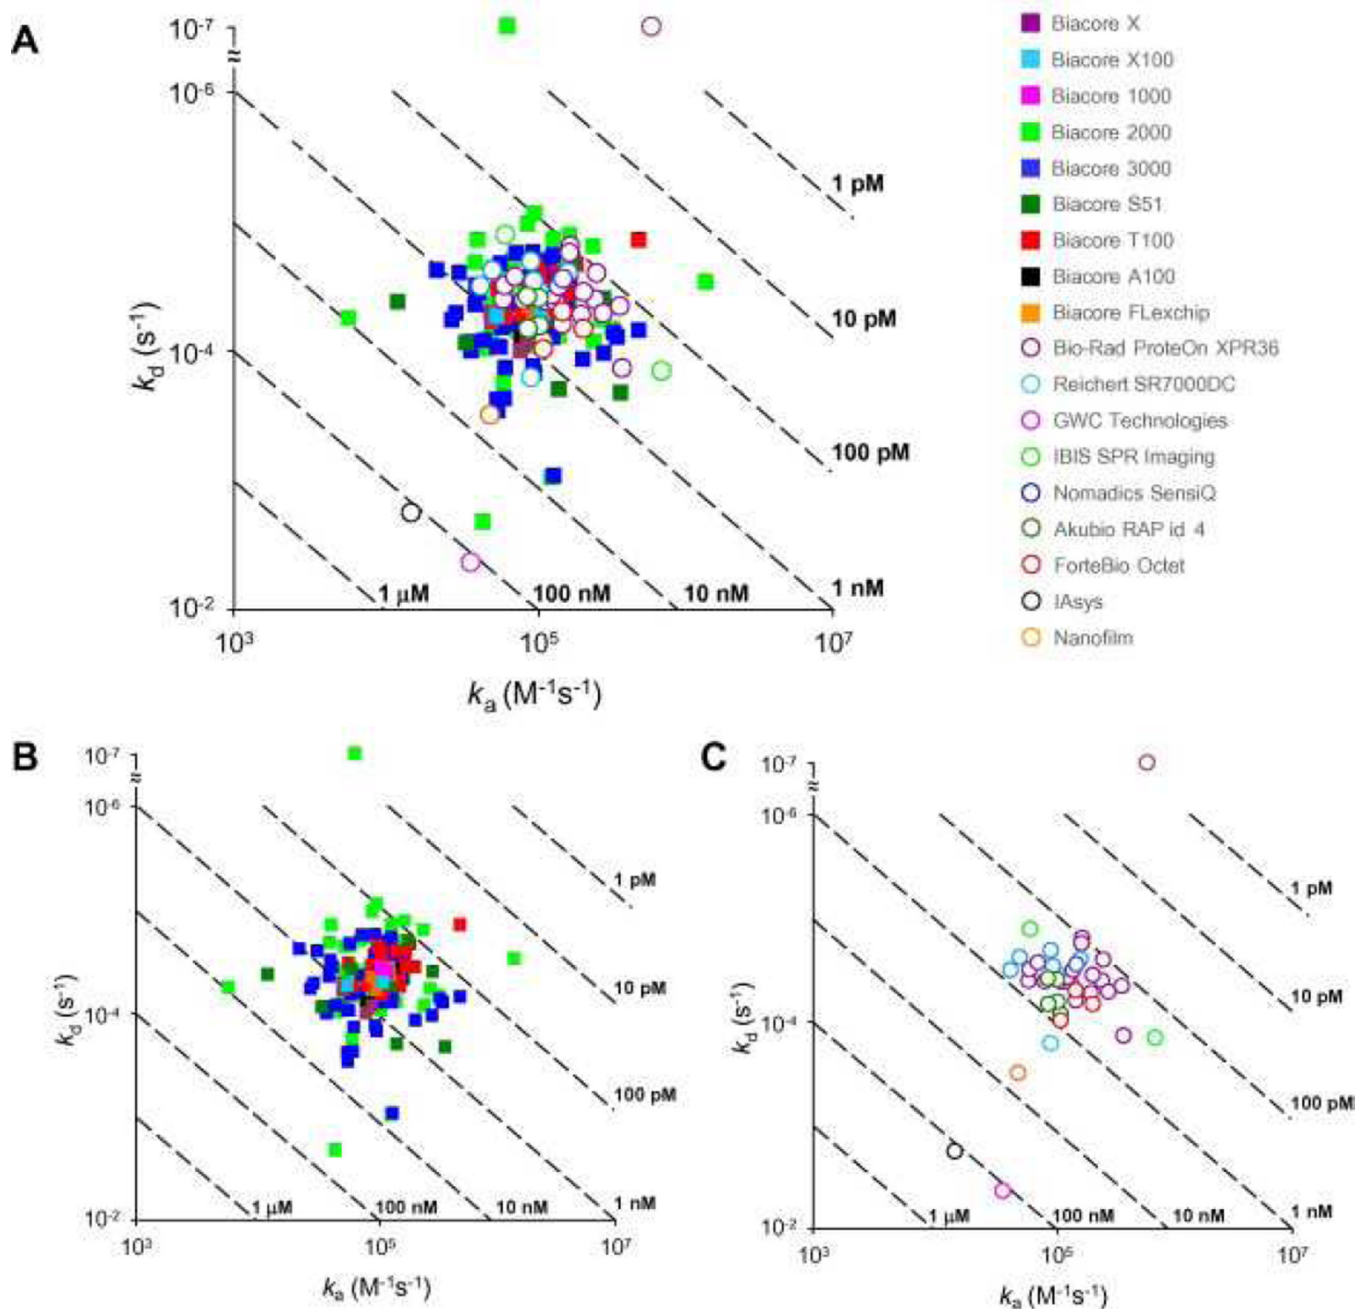 A
10⁻⁷
≈
10⁻⁶
10⁻⁴
10⁻²
kd (s⁻¹)
1 pM
10 pM
100 pM
1 μM
100 nM
10 nM
1 nM
10³
10⁵
10⁷
ka (M⁻¹s⁻¹)
Biacore X
Biacore X100
Biacore 1000
Biacore 2000
Biacore 3000
Biacore S51
Biacore T100
Biacore A100
Biacore FLexchip
Bio-Rad ProteOn XPR36
Reichert SR7000DC
GWC Technologies
IBIS SPR Imaging
Nomadics SensiQ
Akubio RAP id 4
ForteBio Octet
IAsys
Nanofilm
B
10⁻⁷
≈
10⁻⁶
10⁻⁴
10⁻²
kd (s⁻¹)
1 pM
10 pM
100 pM
1 μM
100 nM
10 nM
1 nM
10³
10⁵
10⁷
ka (M⁻¹s⁻¹)
C
10⁻⁷
≈
10⁻⁶
10⁻⁴
10⁻²
kd (s⁻¹)
1 pM
10 pM
100 pM
1 μM
100 nM
10 nM
1 nM
10³
10⁵
10⁷
ka (M⁻¹s⁻¹)